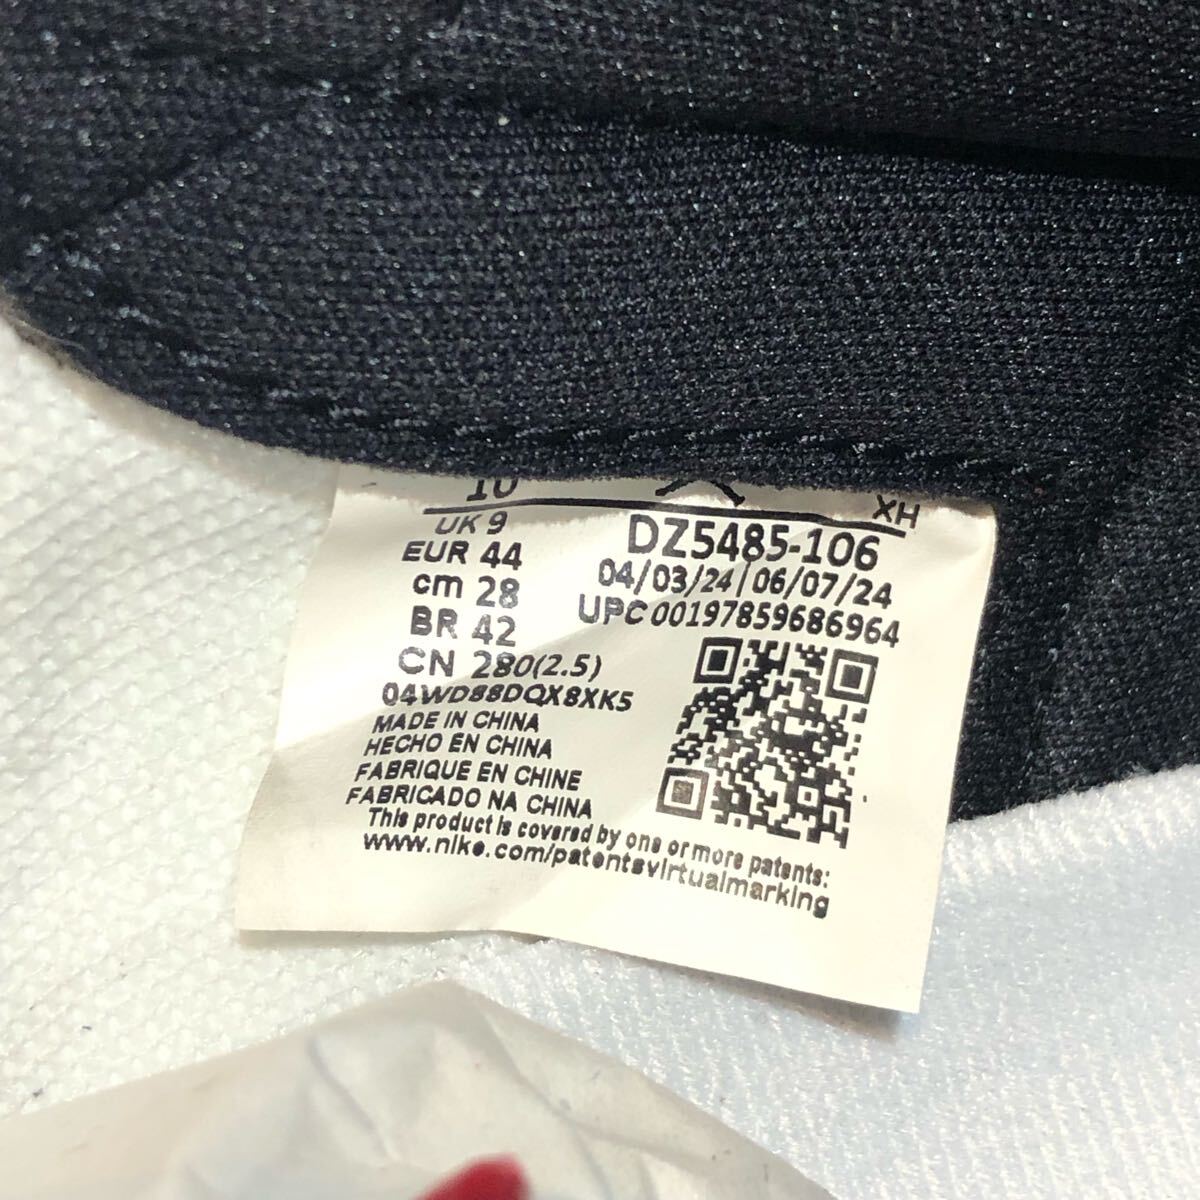 10
XH
UK 9
EUR 44
cm 28
BR 42
CN 280(2.5)
DZ5485-106
04/03/24|06/07/24
UPC 00197859686964
04WD88DQX8XK5
MADE IN CHINA
HECHO EN CHINA
FABRIQUE EN CHINE
FABRICADO NA CHINA
This product is covered by one or more patents:
www.nike.com/patentsvirtualmarking